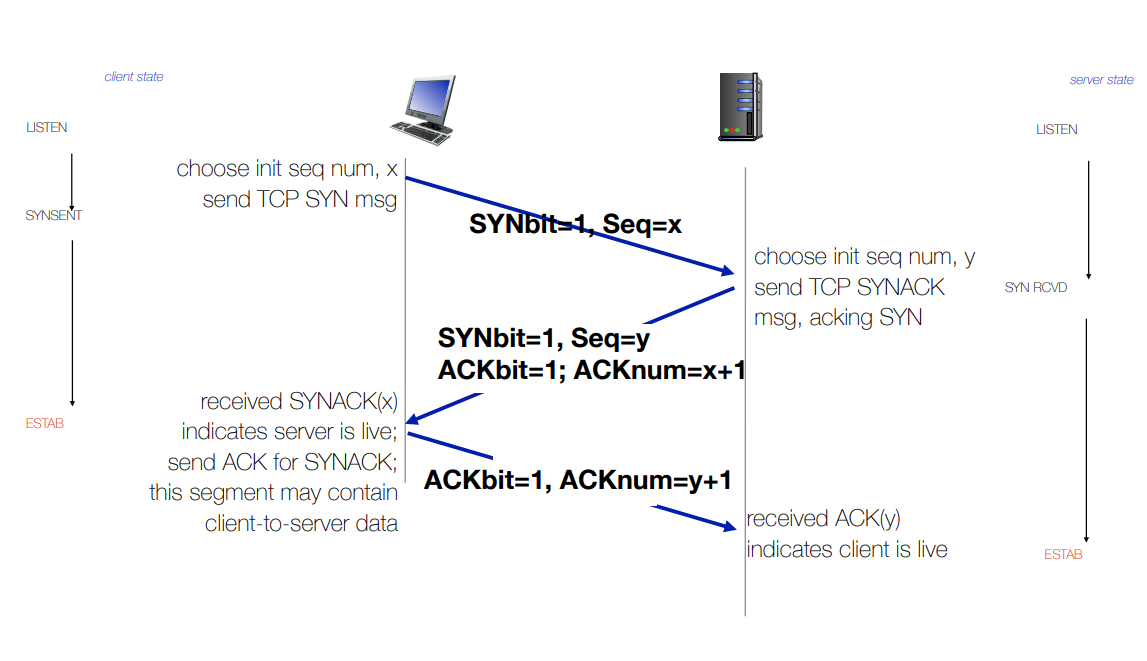 client state
server state
LISTEN
LISTEN
choose init seq num, x
send TCP SYN msg
SYNSENT
SYNbit=1, Seq=x
choose init seq num, y
send TCP SYNACK
msg, acking SYN
SYN RCVD
SYNbit=1, Seq=y
ACKbit=1; ACKnum=x+1
received SYNACK(x)
indicates server is live;
send ACK for SYNACK;
this segment may contain
client-to-server data
ESTAB
ACKbit=1, ACKnum=y+1
received ACK(y)
indicates client is live
ESTAB